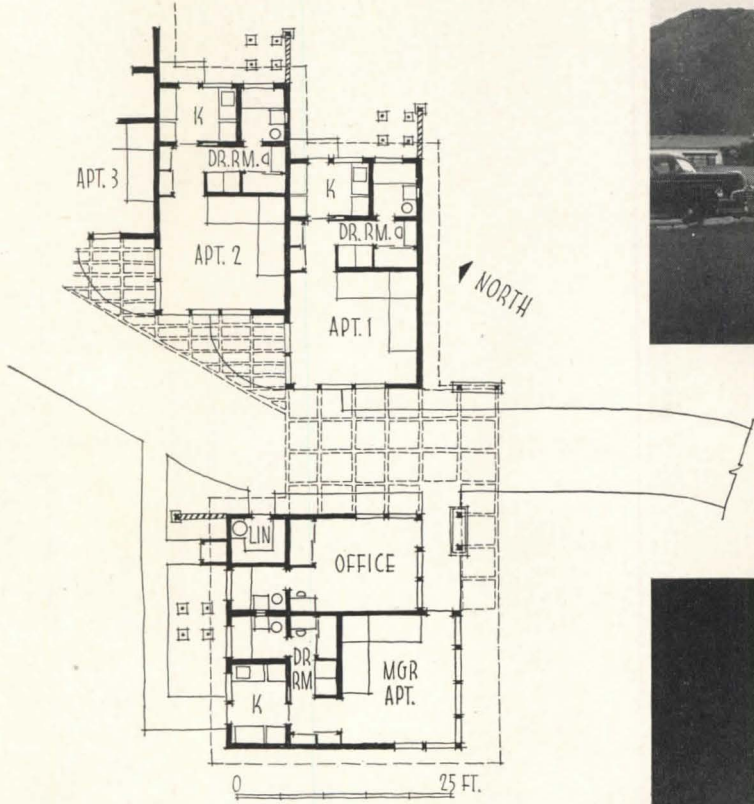 K
DR. RM.
APT. 3
APT. 2
K
DR. RM.
APT. 1
NORTH
LIN
OFFICE
DR
RM
MGR
APT.
K
0 25 FT.